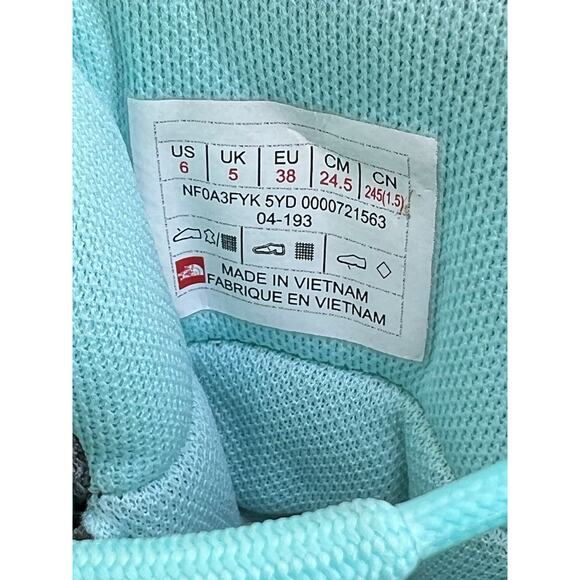 US UK EU CM CN
6 5 38 24.5 245(1.5)
NF0A3FYK 5YD 0000721563
04-193
MADE IN VIETNAM
FABRIQUE EN VIETNAM